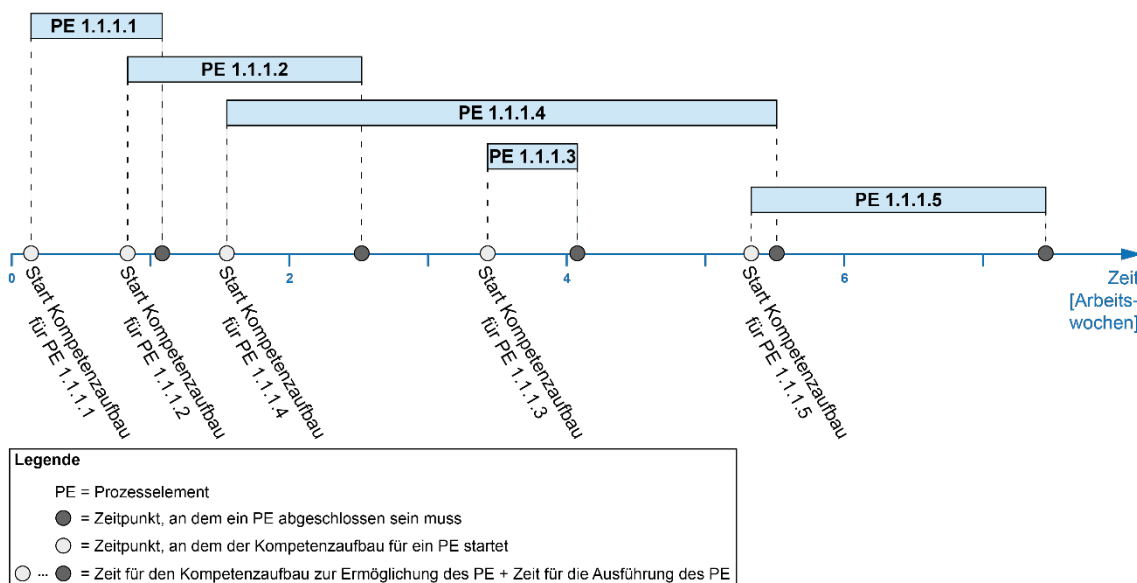 PE 1.1.1.1
PE 1.1.1.2
PE 1.1.1.4
PE 1.1.1.3
PE 1.1.1.5
0
2
4
6
Zeit
[Arbeits-
wochen]
Start Kompetenzaufbau
für PE 1.1.1.1
Start Kompetenzaufbau
für PE 1.1.1.2
Start Kompetenzaufbau
für PE 1.1.1.4
Start Kompetenzaufbau
für PE 1.1.1.3
Start Kompetenzaufbau
für PE 1.1.1.5
Legende
PE = Prozesselement
= Zeitpunkt, an dem ein PE abgeschlossen sein muss
= Zeitpunkt, an dem der Kompetenzaufbau für ein PE startet
... = Zeit für den Kompetenzaufbau zur Ermöglichung des PE + Zeit für die Ausführung des PE